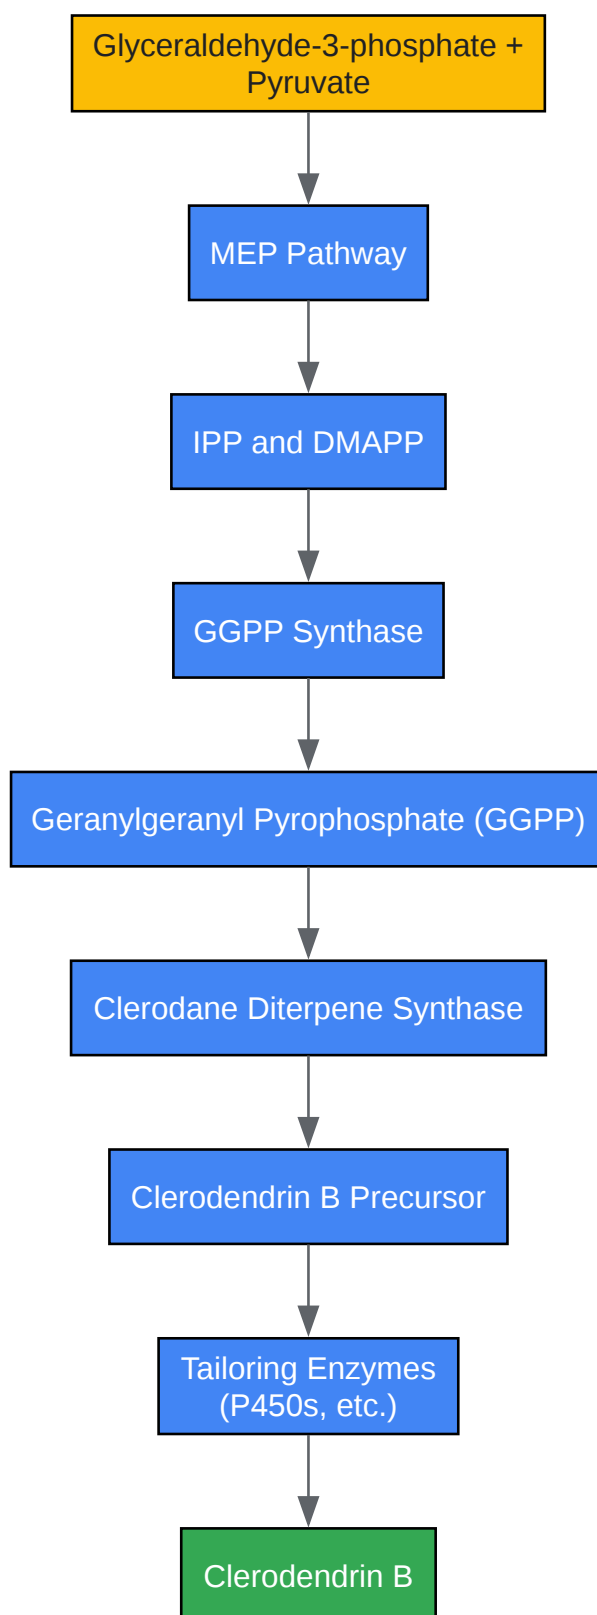 Glyceraldehyde-3-phosphate +
Pyruvate
MEP Pathway
IPP and DMAPP
GGPP Synthase
Geranylgeranyl Pyrophosphate (GGPP)
Clerodane Diterpene Synthase
Clerodendrin B Precursor
Tailoring Enzymes
(P450s, etc.)
Clerodendrin B